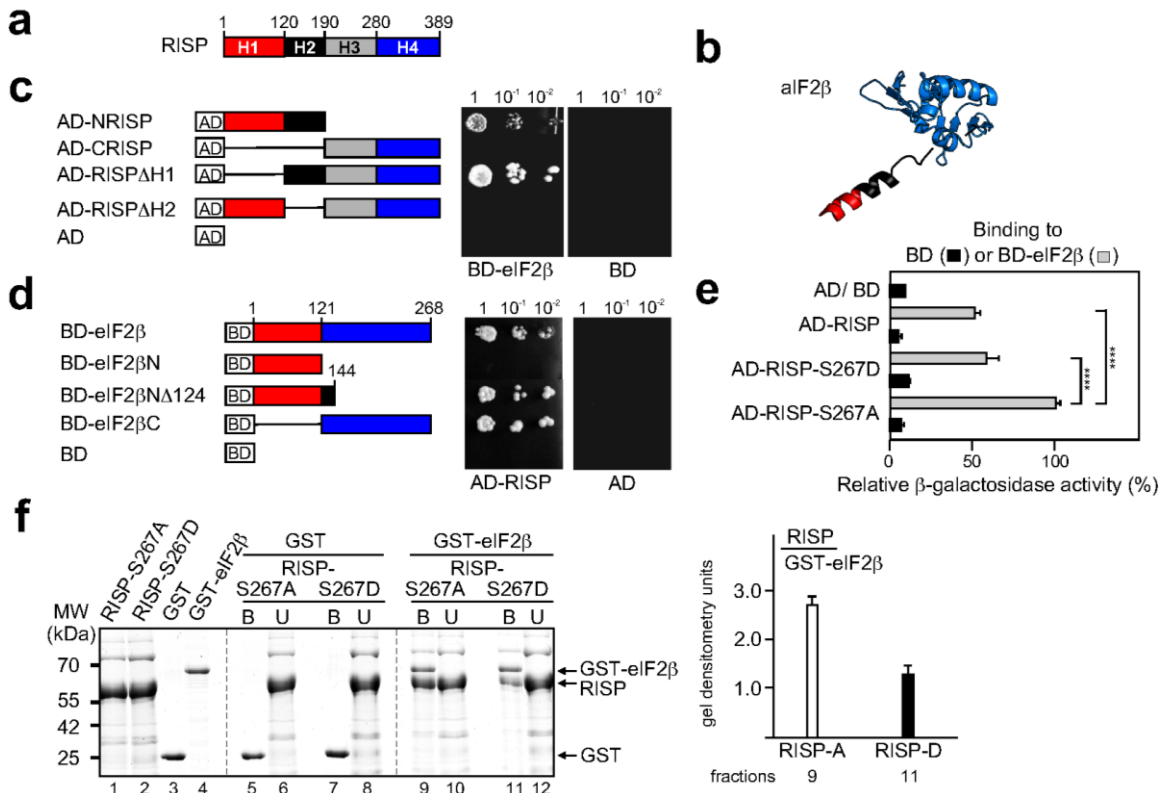 a
1 120 190 280 389
RISP H1 H2 H3 H4
b
aIF2β
c
1 10⁻¹ 10⁻² 1 10⁻¹ 10⁻²
AD-NRISP AD
AD-CRISP AD
AD-RISPΔH1 AD
AD-RISPΔH2 AD
AD AD
BD-eIF2β BD
d
1 121 268
1 10⁻¹ 10⁻² 1 10⁻¹ 10⁻²
BD-eIF2β BD
BD-eIF2βN BD
144
BD-eIF2βNΔ124 BD
BD-eIF2βC BD
BD BD
AD-RISP AD
e
Binding to
BD (■) or BD-eIF2β (□)
AD/ BD
AD-RISP
AD-RISP-S267D
AD-RISP-S267A
****
****
0 50 100
Relative β-galactosidase activity (%)
f
RISP-S267A
RISP-S267D
GST
GST-eIF2β
GST GST-eIF2β
RISP- RISP-
S267A S267D S267A S267D
MW
(kDa)
B U B U B U B U
70
55
42
32
25
GST-eIF2β
RISP
GST
1 2 3 4 5 6 7 8 9 10 11 12
RISP
GST-eIF2β
gel densitometry units
3.0
2.0
1.0
RISP-A RISP-D
fractions 9 11